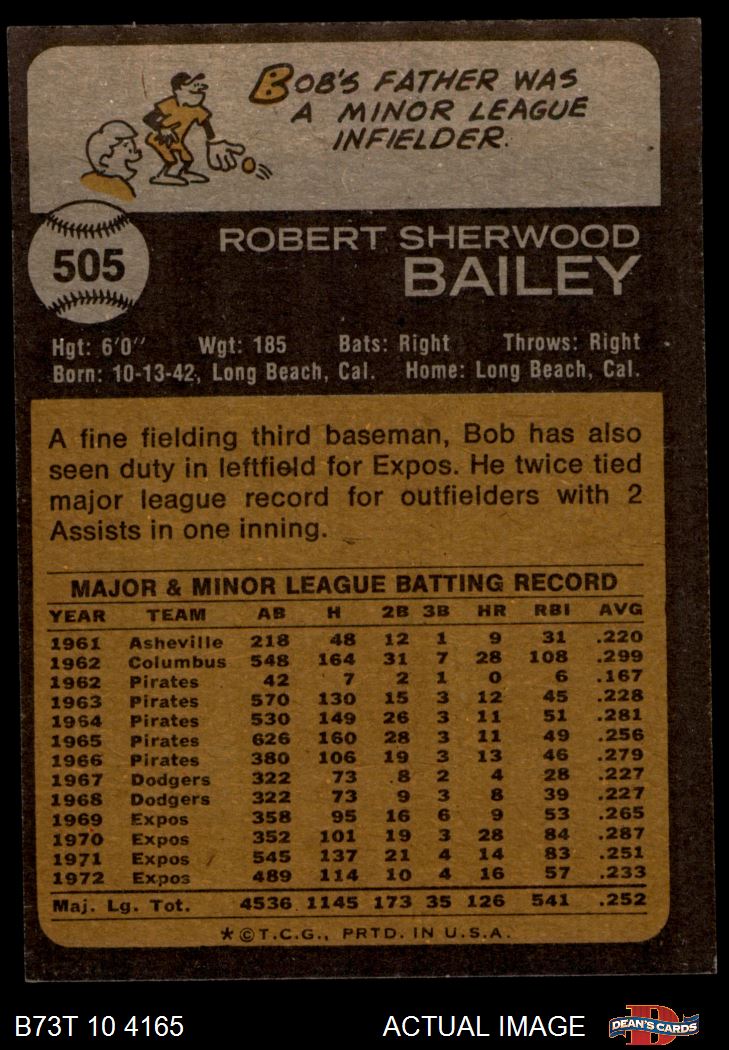 BOB'S FATHER WAS
A MINOR LEAGUE
INFIELDER.
505
ROBERT SHERWOOD
BAILEY
Hgt: 6'0" Wgt: 185 Bats: Right Throws: Right
Born: 10-13-42, Long Beach, Cal. Home: Long Beach, Cal.
A fine fielding third baseman, Bob has also
seen duty in leftfield for Expos. He twice tied
major league record for outfielders with 2
Assists in one inning.
MAJOR & MINOR LEAGUE BATTING RECORD
YEAR TEAM AB H 2B 3B HR RBI AVG
1961 Asheville 218 48 12 1 9 31 .220
1962 Columbus 548 164 31 7 28 108 .299
1962 Pirates 42 7 2 1 0 6 .167
1963 Pirates 570 130 15 3 12 45 .228
1964 Pirates 530 149 26 3 11 51 .281
1965 Pirates 626 160 28 3 11 49 .256
1966 Pirates 380 106 19 3 13 46 .279
1967 Dodgers 322 73 8 2 4 28 .227
1968 Dodgers 322 73 9 3 8 39 .227
1969 Expos 358 95 16 6 9 53 .265
1970 Expos 352 101 19 3 28 84 .287
1971 Expos 545 137 21 4 14 83 .251
1972 Expos 489 114 10 4 16 57 .233
Maj. Lg. Tot. 4536 1145 173 35 126 541 .252
★ © T.C.G., PRTD. IN U.S.A.
B73T 10 4165 ACTUAL IMAGE D DEAN'S CARDS